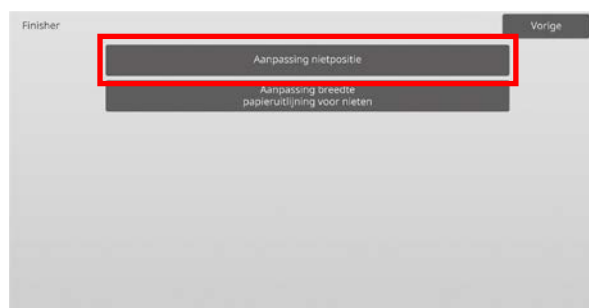 Finisher
Vorige
Aanpassing nietpositie
Aanpassing breedte
papieruitlijning voor nieten